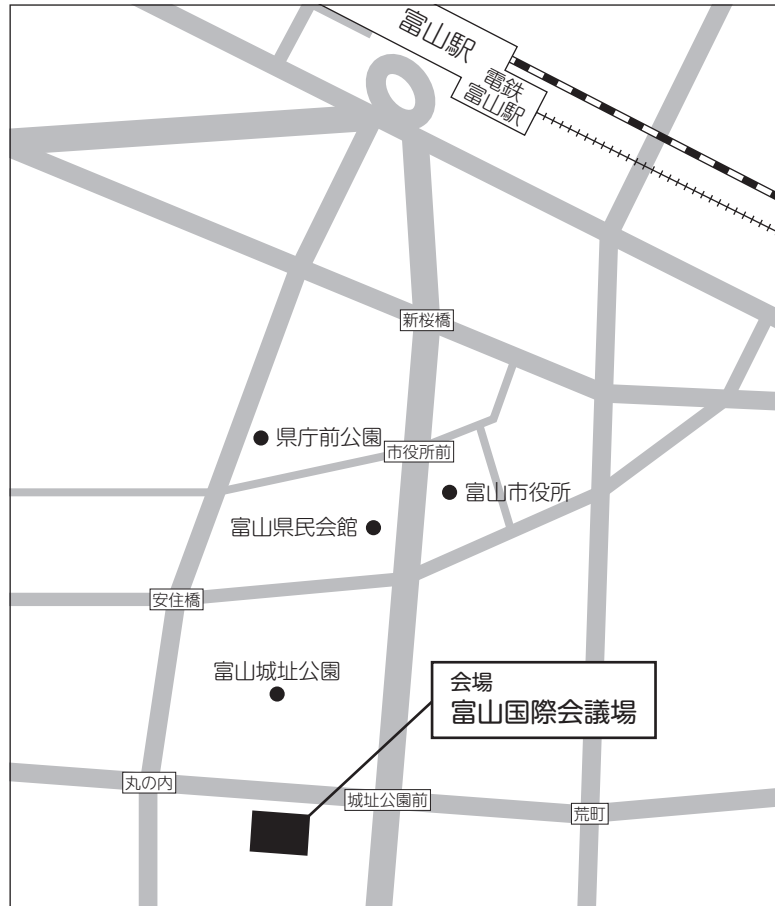 富山駅
電鉄
富山駅
新桜橋
県庁前公園
市役所前
富山市役所
富山県民会館
安住橋
富山城址公園
会場
富山国際会議場
丸の内
城址公園前
荒町